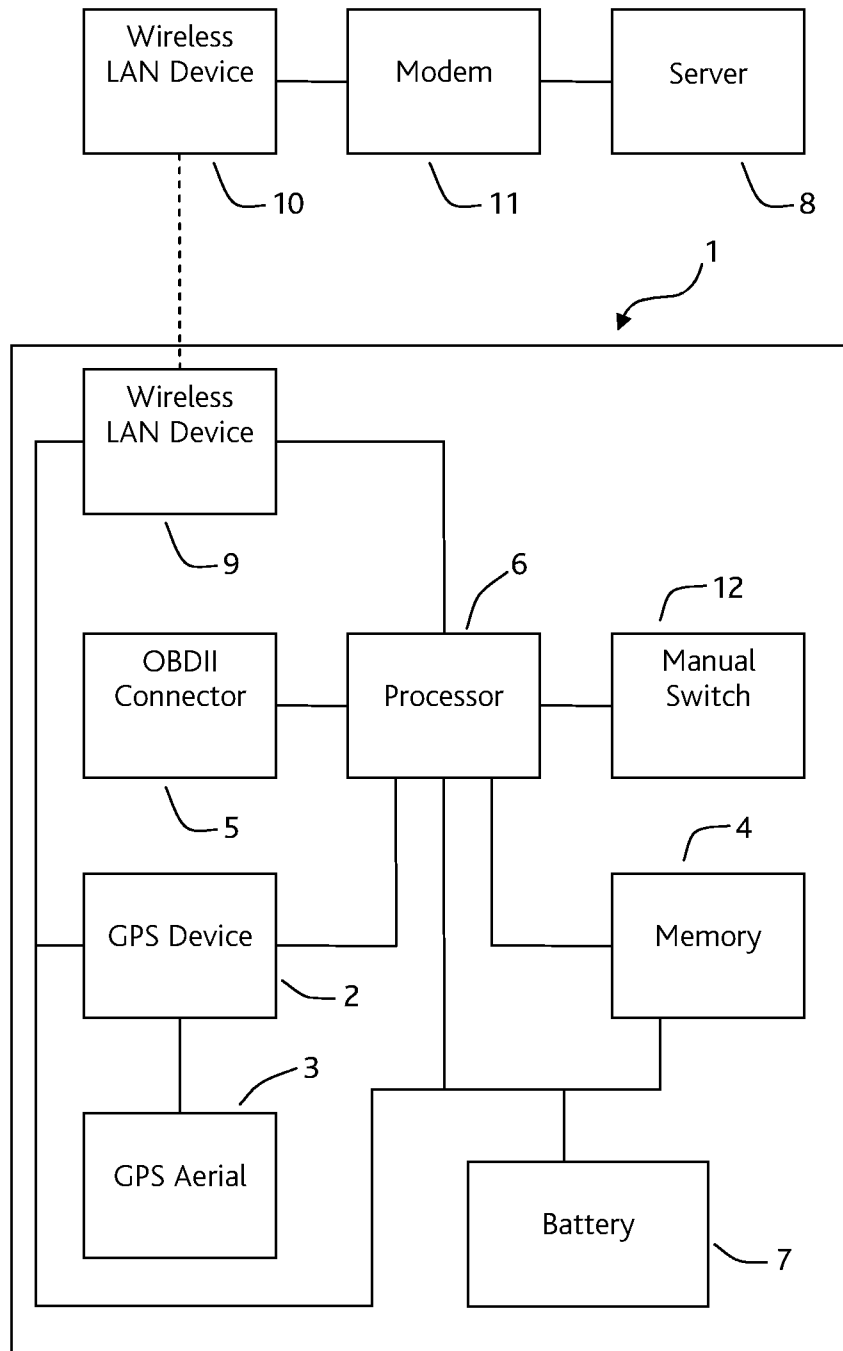 Wireless
LAN Device
Modem
Server
10
11
8
1
Wireless
LAN Device
9
6
12
OBDII
Connector
Processor
Manual
Switch
5
4
GPS Device
Memory
2
3
GPS Aerial
Battery
7